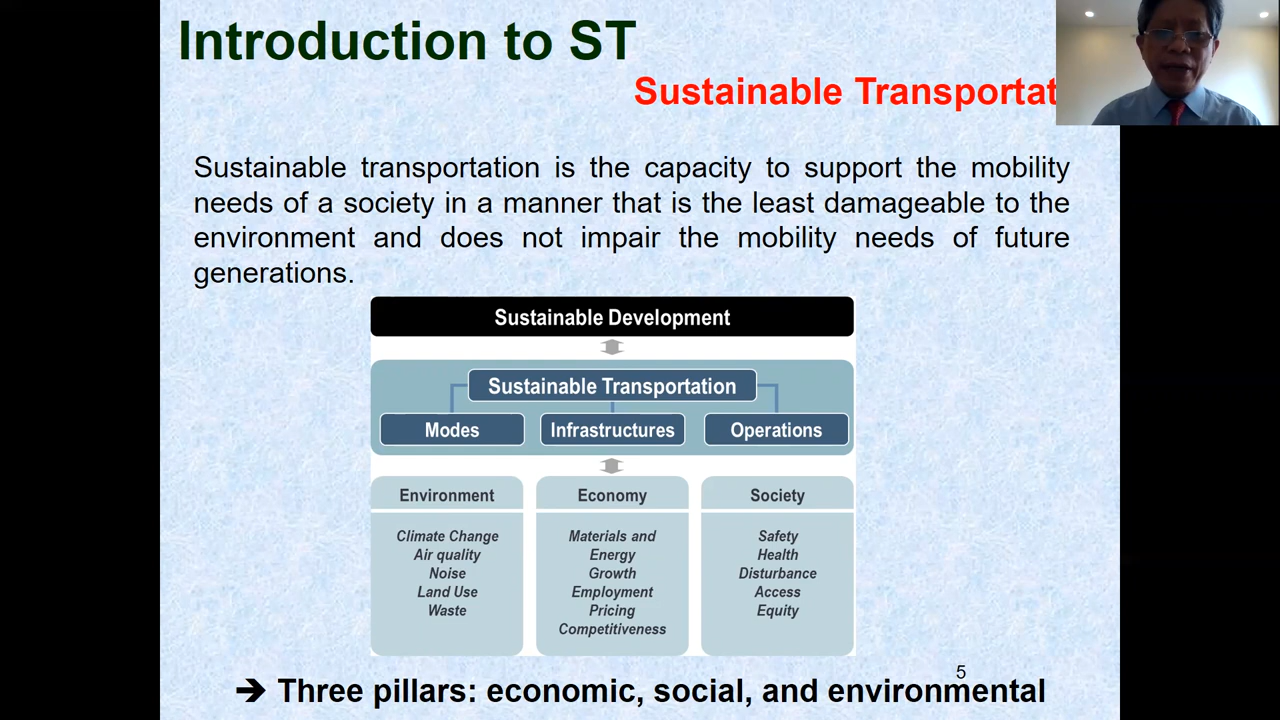 Introduction to ST
Sustainable Transportat
Sustainable transportation is the capacity to support the mobility
needs of a society in a manner that is the least damageable to the
environment and does not impair the mobility needs of future
generations.
Sustainable Development
Sustainable Transportation
Modes
Infrastructures
Operations
Environment
Climate Change
Air quality
Noise
Land Use
Waste
Economy
Materials and
Energy
Growth
Employment
Pricing
Competitiveness
Society
Safety
Health
Disturbance
Access
Equity
5
➔ Three pillars: economic, social, and environmental